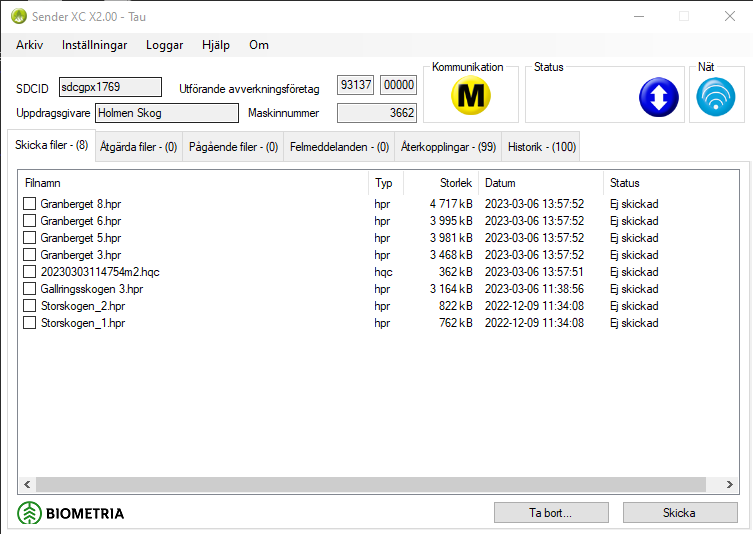 Sender XC X2.00 - Tau
Arkiv Inställningar Loggar Hjälp Om
SDCID sdcgpx1769 Utförande avverkningsföretag 93137 00000
Uppdragsgivare Holmen Skog Maskinnummer 3662
Kommunikation Status Nät
M
Skicka filer - (8) Åtgärda filer - (0) Pågående filer - (0) Felmeddelanden - (0) Återkopplingar - (99) Historik - (100)
Filnamn Typ Storlek Datum Status
Granberget 8.hpr hpr 4 717 kB 2023-03-06 13:57:52 Ej skickad
Granberget 6.hpr hpr 3 995 kB 2023-03-06 13:57:52 Ej skickad
Granberget 5.hpr hpr 3 981 kB 2023-03-06 13:57:52 Ej skickad
Granberget 3.hpr hpr 3 468 kB 2023-03-06 13:57:52 Ej skickad
20230303114754m2.hqc hqc 362 kB 2023-03-06 13:57:51 Ej skickad
Gallringsskogen 3.hpr hpr 3 164 kB 2023-03-06 11:38:56 Ej skickad
Storskogen_2.hpr hpr 822 kB 2022-12-09 11:34:08 Ej skickad
Storskogen_1.hpr hpr 762 kB 2022-12-09 11:34:08 Ej skickad
BIOMETRIA Ta bort... Skicka